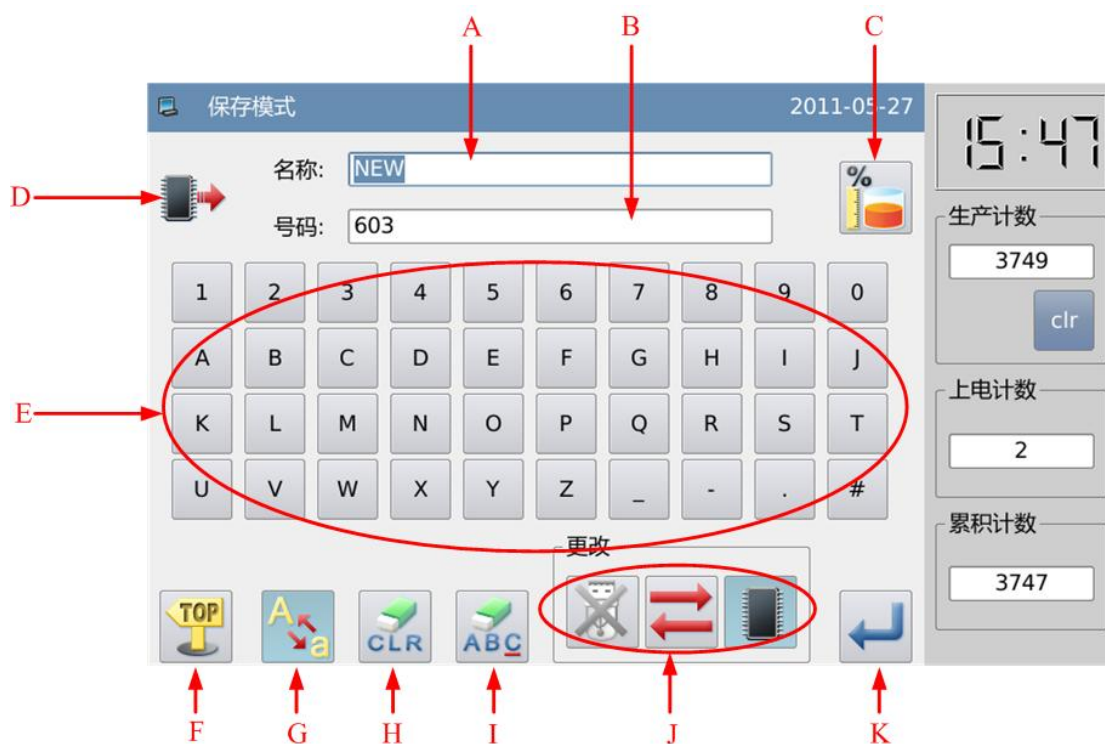 A B C
保存模式 2011-05-27
15:47
D
名称: NEW
%
号码: 603
生产计数
3749
clr
1 2 3 4 5 6 7 8 9 0
A B C D E F G H I J
上电计数
E
K L M N O P Q R S T
2
U V W X Y Z _ - . #
累积计数
更改
3747
TOP A a CLR ABC
F G H I J K